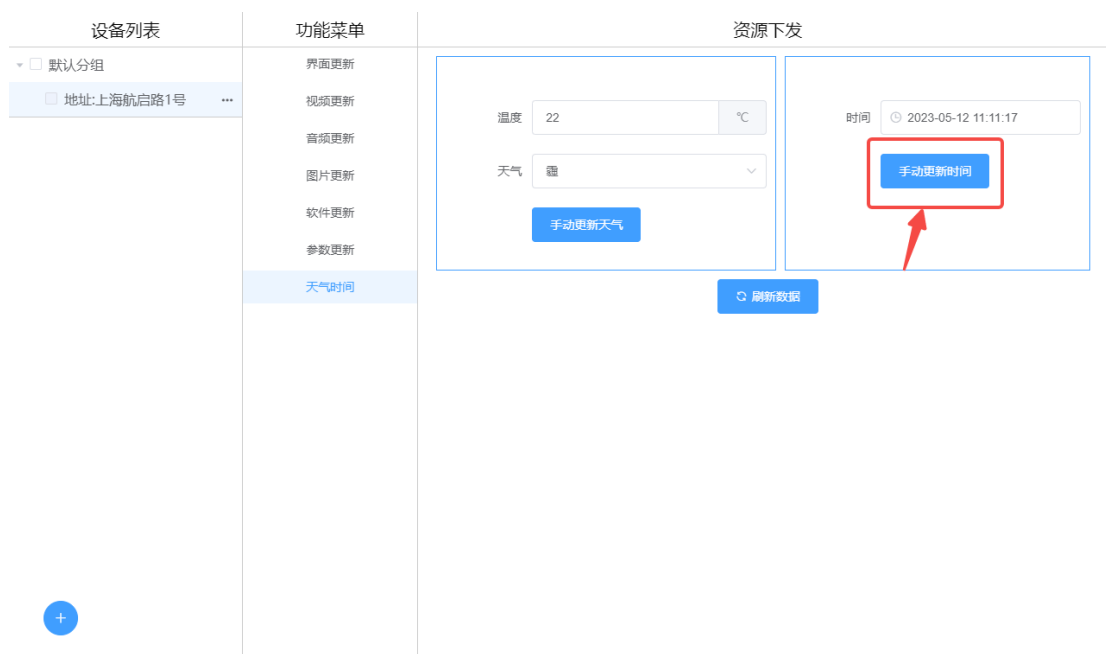 设备列表
默认分组
地址:上海航启路1号 ...
功能菜单
界面更新
视频更新
音频更新
图片更新
软件更新
参数更新
天气时间
资源下发
温度 22 ℃
天气 霾
手动更新天气
时间 2023-05-12 11:11:17
手动更新时间
刷新数据
+